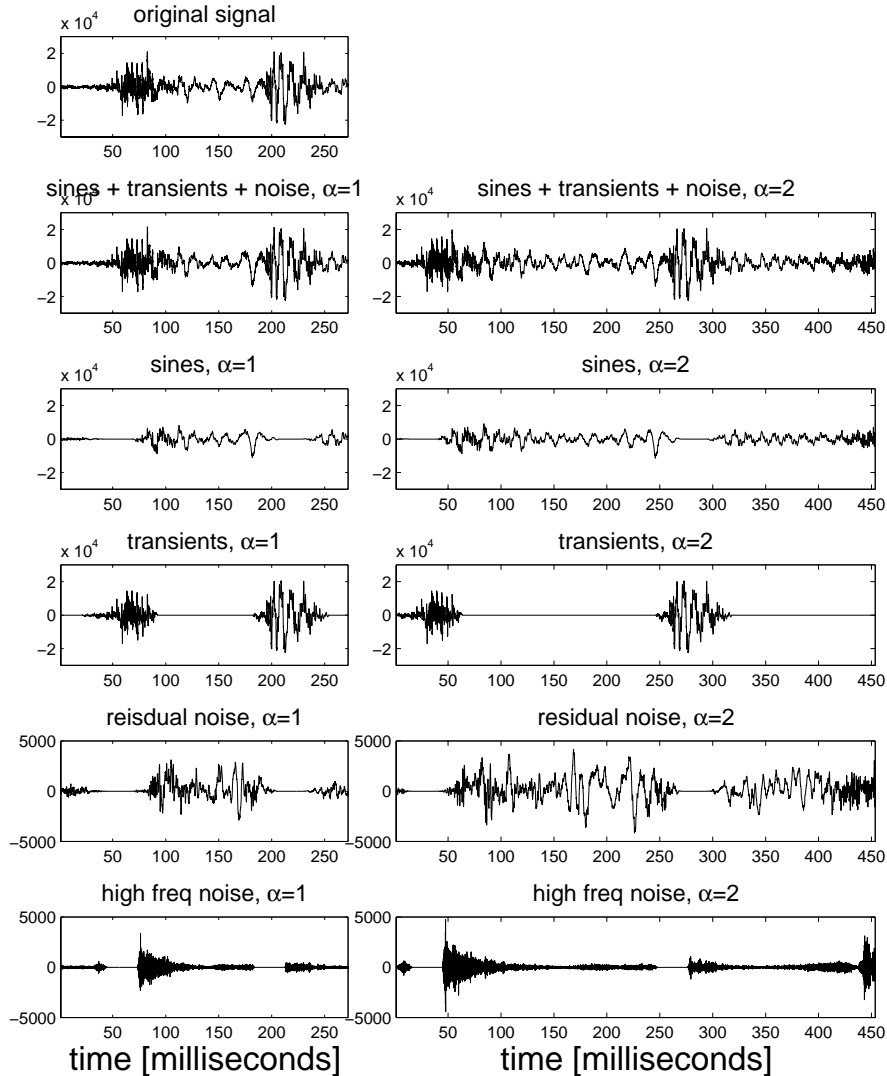 original signal
x 10^4
2
0
−2
50 100 150 200 250
sines + transients + noise, α=1
x 10^4
2
0
−2
50 100 150 200 250
sines + transients + noise, α=2
50 100 150 200 250 300 350 400 450
sines, α=1
x 10^4
2
0
−2
50 100 150 200 250
sines, α=2
x 10^4
50 100 150 200 250 300 350 400 450
transients, α=1
x 10^4
2
0
−2
50 100 150 200 250
transients, α=2
x 10^4
50 100 150 200 250 300 350 400 450
reisdual noise, α=1
5000
0
−5000
50 100 150 200 250
residual noise, α=2
50 100 150 200 250 300 350 400 450
high freq noise, α=1
5000
0
−5000
50 100 150 200 250
time [milliseconds]
high freq noise, α=2
50 100 150 200 250 300 350 400 450
time [milliseconds]